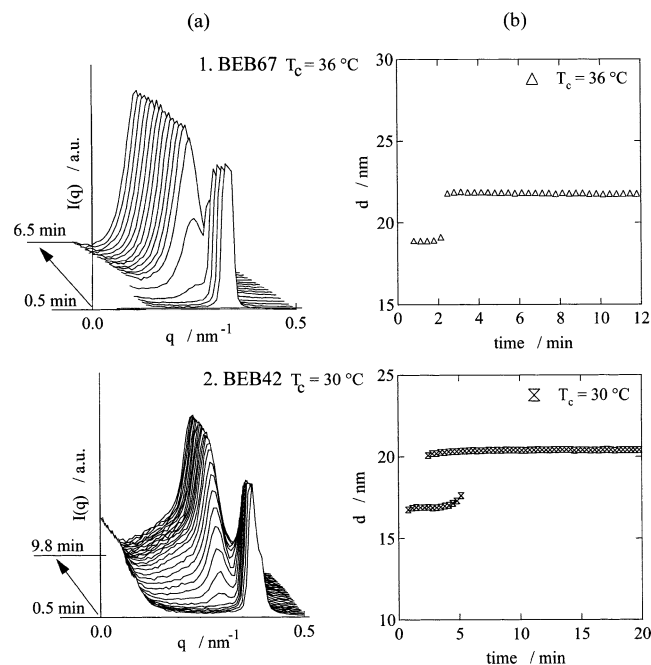 (a)
(b)
1. BEB67 Tc = 36 °C
I(q) / a.u.
6.5 min
0.5 min
0.0
0.5
q / nm-1
30
25
20
15
d / nm
△ Tc = 36 °C
0 2 4 6 8 10 12
time / min
2. BEB42 Tc = 30 °C
I(q) / a.u.
9.8 min
0.5 min
0.0
0.5
q / nm-1
25
20
15
10
d / nm
Tc = 30 °C
0 5 10 15 20
time / min